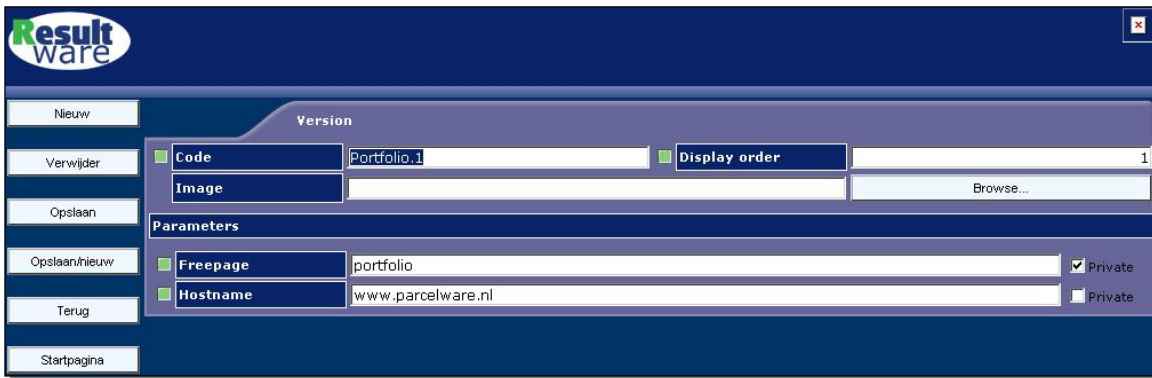 Result
ware
Nieuw
Version
Verwijder
Code Portfolio.1 Display order 1
Image Browse...
Opslaan
Parameters
Opslaan/nieuw
Freepage portfolio Private
Hostname www.parcelware.nl Private
Terug
Startpagina